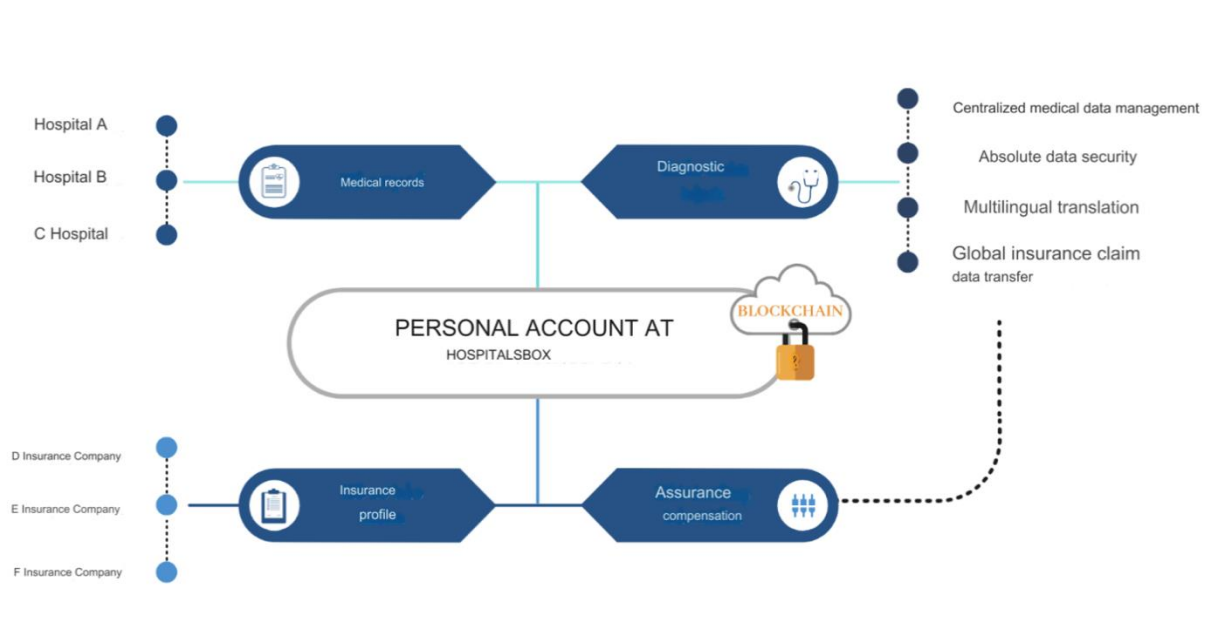 Hospital A
Hospital B
C Hospital
Medical records
Diagnostic
Centralized medical data management
Absolute data security
Multilingual translation
Global insurance claim
data transfer
PERSONAL ACCOUNT AT
HOSPITALSBOX
BLOCKCHAIN
D Insurance Company
E Insurance Company
F Insurance Company
Insurance
profile
Assurance
compensation